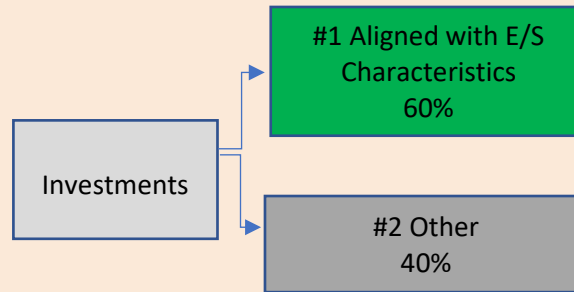 #1 Aligned with E/S
Characteristics
60%
Investments
#2 Other
40%